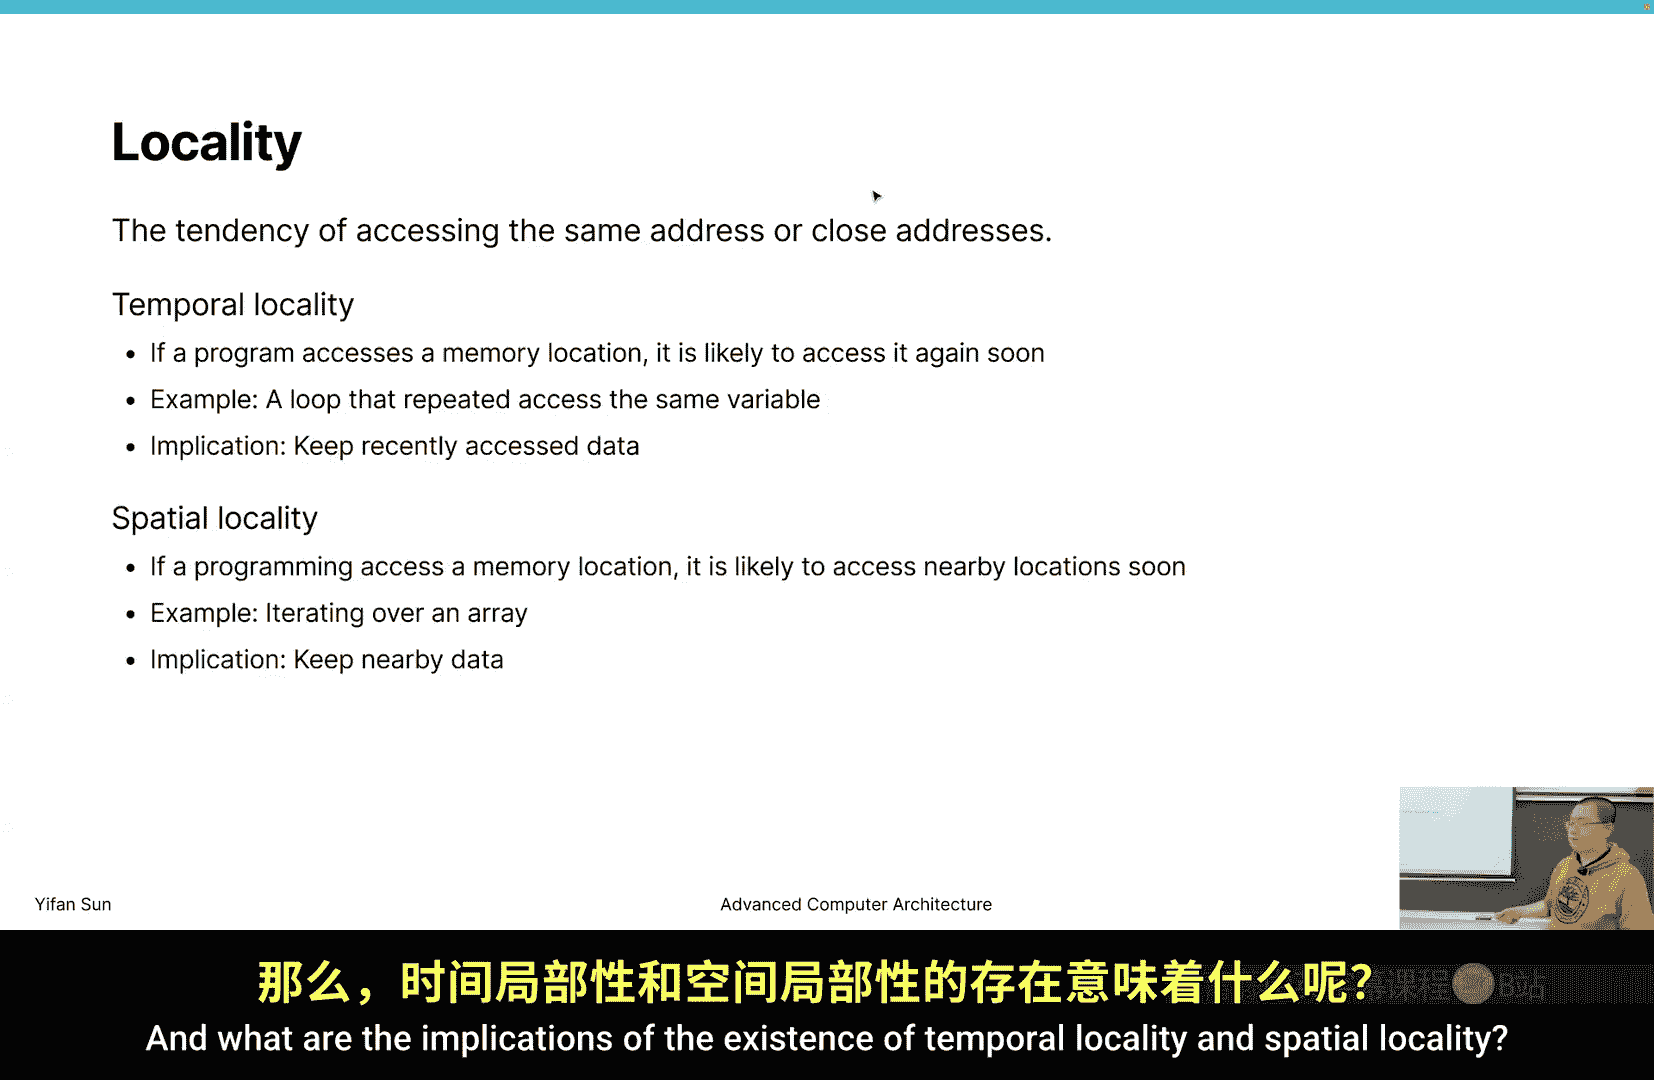 Locality
The tendency of accessing the same address or close addresses.
Temporal locality
• If a program accesses a memory location, it is likely to access it again soon
• Example: A loop that repeated access the same variable
• Implication: Keep recently accessed data
Spatial locality
• If a programming access a memory location, it is likely to access nearby locations soon
• Example: Iterating over an array
• Implication: Keep nearby data
Yifan Sun
Advanced Computer Architecture
那么，时间局部性和空间局部性的存在意味着什么呢？
课程 B站
And what are the implications of the existence of temporal locality and spatial locality?